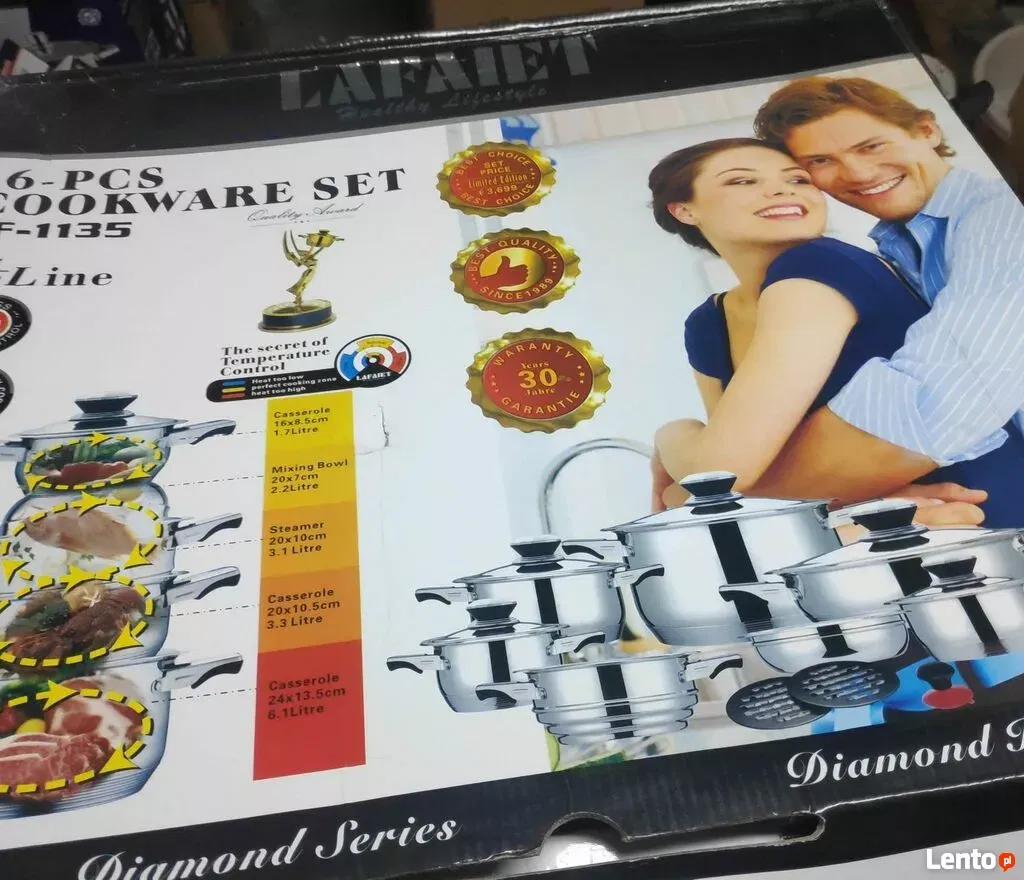 LAFAIET
Healthy Lifestyle
6-PCS
COOKWARE SET
F-1135
Line
Quality Award
BEST CHOICE
SET
PRICE
Limited Edition
€ 3.699
BEST CHOICE
BEST QUALITY
SINCE 1989
WARANTY
Years
30
Jahre
GARANTIE
The secret of
Temperature
Control
Heat too low
perfect cooking zone
heat too high
LAFAIET
Casserole
16x8.5cm
1.7Litre
Mixing Bowl
20x7cm
2.2Litre
Steamer
20x10cm
3.1 Litre
Casserole
20x10.5cm
3.3 Litre
Casserole
24x13.5cm
6.1Litre
Diamond Series
Diamond
Lento pl